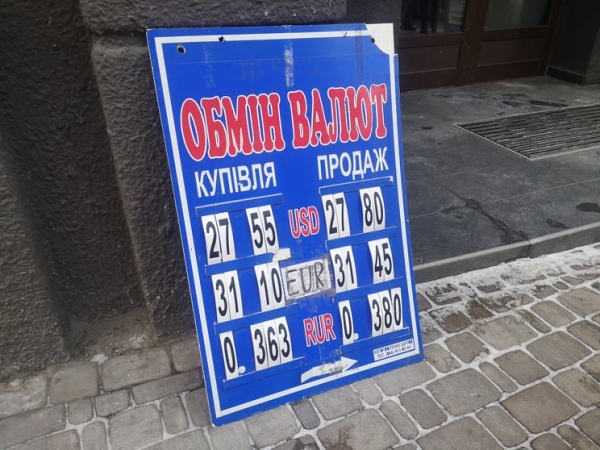 ОБМІН ВАЛЮТ
КУПІВЛЯ ПРОДАЖ
27 55 USD 27 80
31 10 EUR 31 45
0. 363 RUR 0. 380